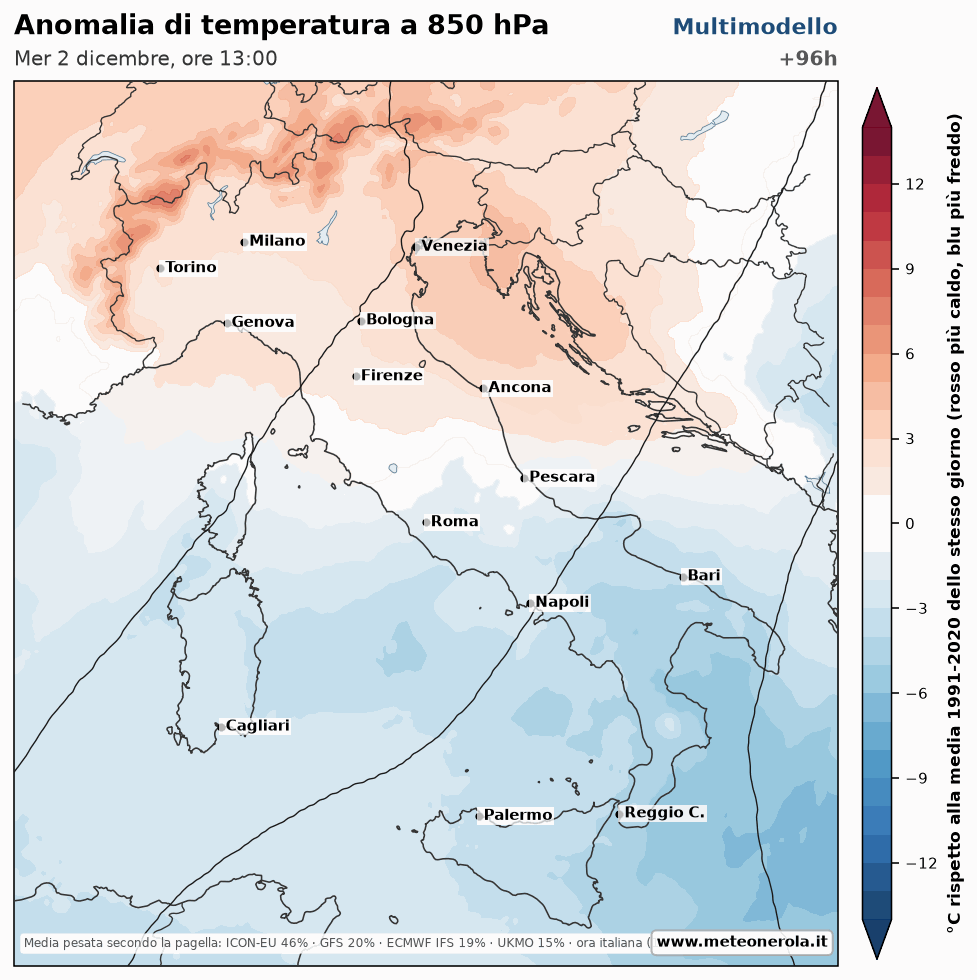 Anomalia di temperatura a 850 hPa
Multimodello
Mer 2 dicembre, ore 13:00
+96h
Milano
Venezia
Torino
Genova
Bologna
Firenze
Ancona
Pescara
Roma
Bari
Napoli
Cagliari
Palermo
Reggio C.
12
9
6
3
0
−3
−6
−9
−12
°C rispetto alla media 1991-2020 dello stesso giorno (rosso più caldo, blu più freddo)
Media pesata secondo la pagella: ICON-EU 46% · GFS 20% · ECMWF IFS 19% · UKMO 15% · ora italiana (
www.meteonerola.it